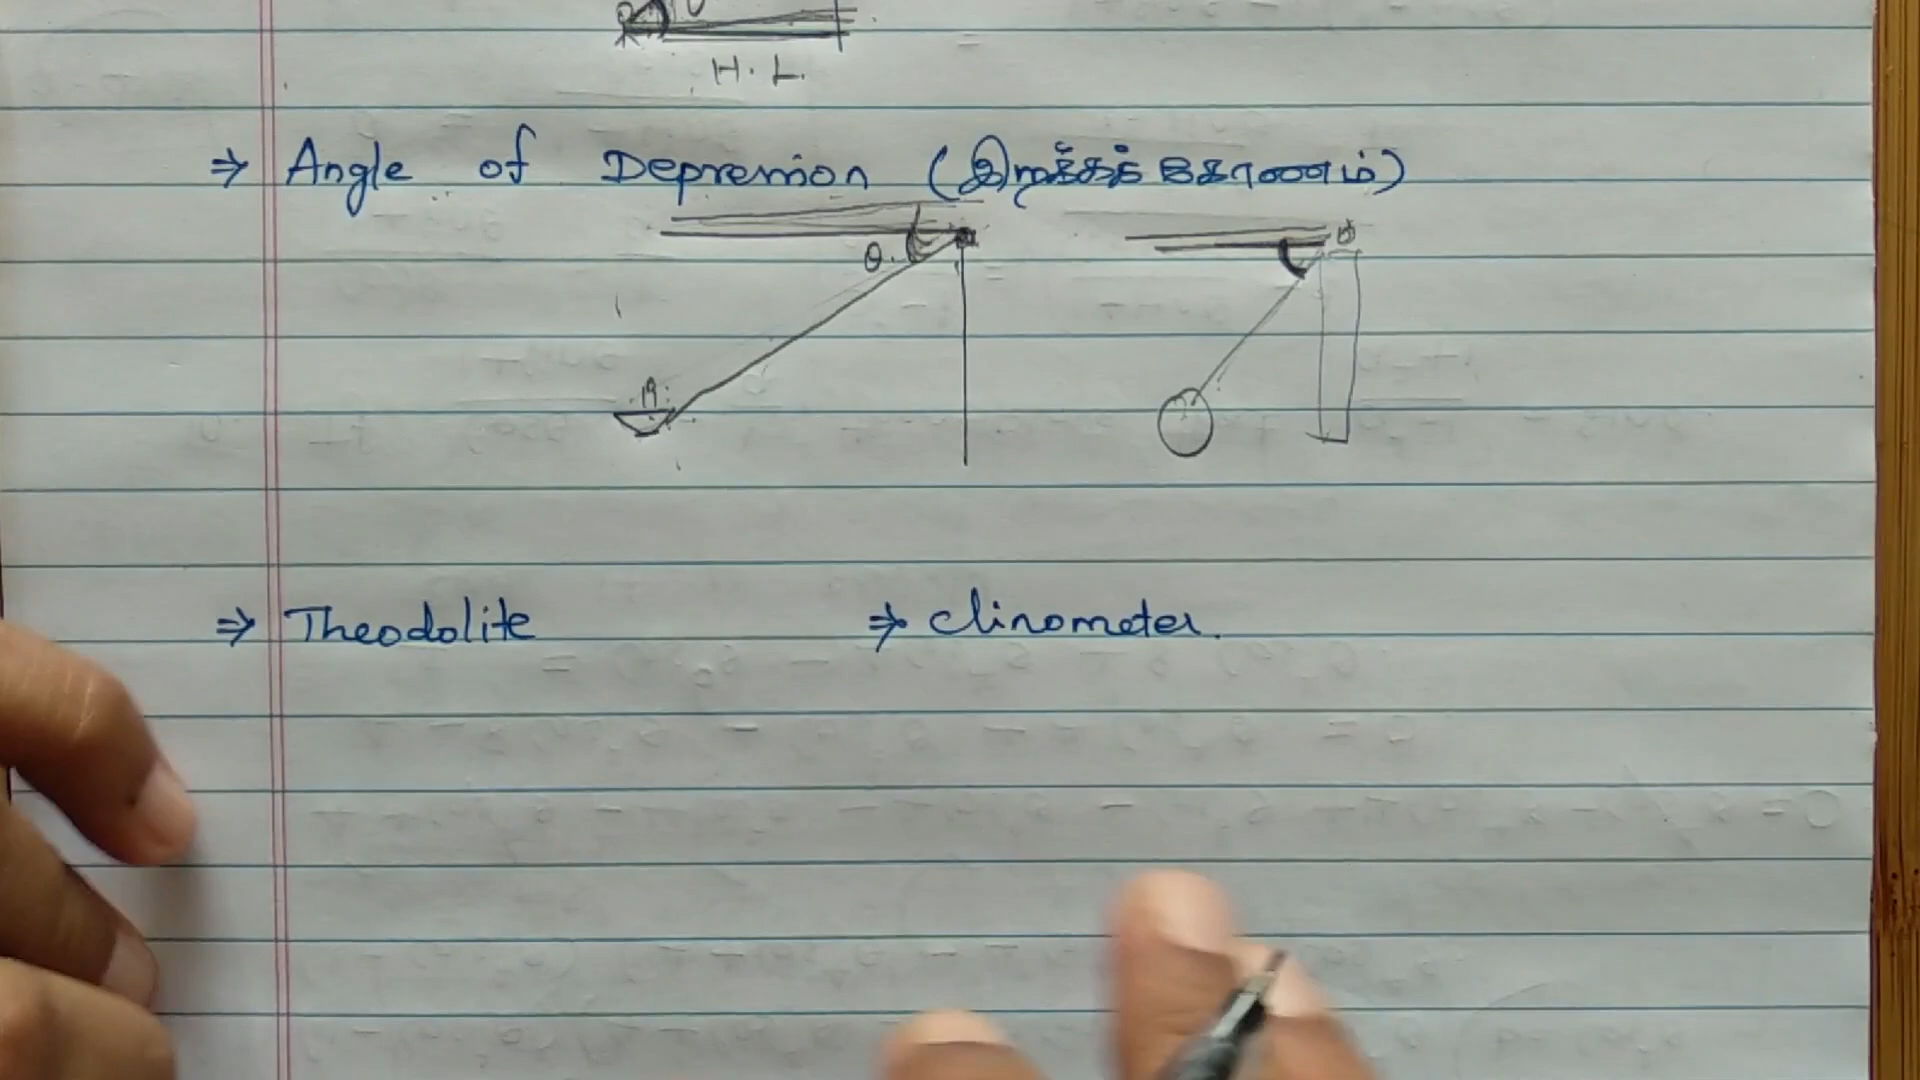 H. L.
⇒ Angle of Depression (இறக்கக் கோணம்)
θ
⇒ Theodolite ⇒ clinometer.